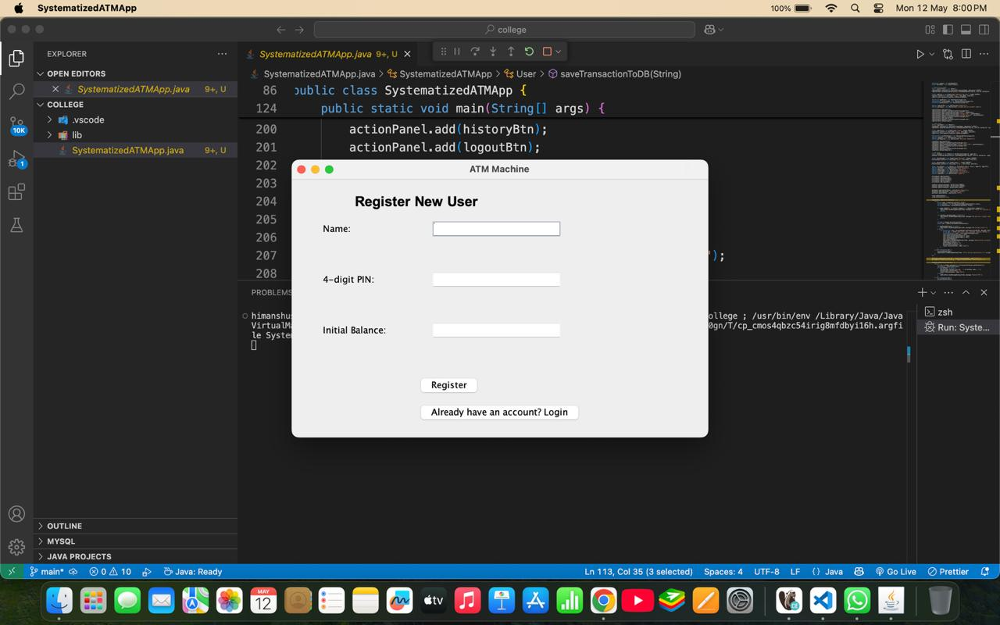 SystematizedATMApp
100%
Mon 12 May 8:00 PM
college
EXPLORER
OPEN EDITORS
SystematizedATMApp.java 9+, U
COLLEGE
.vscode
lib
SystematizedATMApp.java 9+, U
10K
1
OUTLINE
MYSQL
JAVA PROJECTS
SystematizedATMApp.java 9+, U
SystematizedATMApp.java > SystematizedATMApp > User > saveTransactionToDB(String)
86 public class SystematizedATMApp {
124 public static void main(String[] args) {
200 actionPanel.add(historyBtn);
201 actionPanel.add(logoutBtn);
202
203
204
205
206
207 ");
208
ATM Machine
Register New User
Name:
4-digit PIN:
Initial Balance:
Register
Already have an account? Login
PROBLEMS
himanshus ollege ; /usr/bin/env /Library/Java/Java
VirtualMa 0gn/T/cp_cmos4qbzc54irig8mfdbyi16h.argfi
le System
zsh
Run: Syste...
main*
0 10
Java: Ready
Ln 113, Col 35 (3 selected)
Spaces: 4
UTF-8
LF
{ } Java
Go Live
Prettier
MAY
12
tv
CE